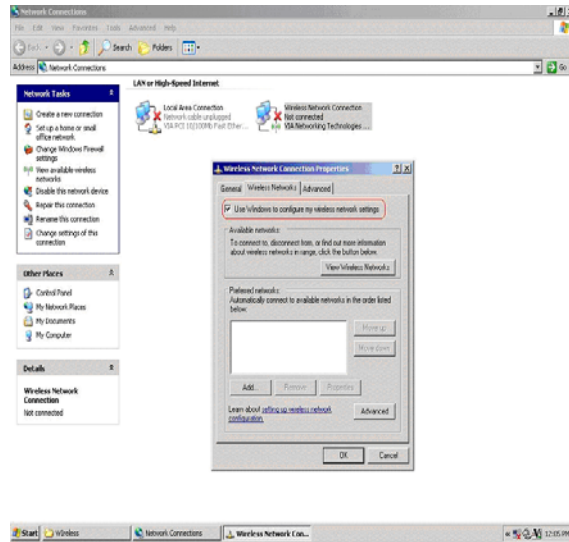 Network Connections
File Edit View Favorites Tools Advanced Help
Search Folders
Address Network Connections Go
Network Tasks
Create a new connection
Set up a home or small office network
Change Windows Firewall settings
View available wireless networks
Disable this network device
Repair this connection
Rename this connection
Change settings of this connection
Other Places
Control Panel
My Network Places
My Documents
My Computer
Details
Wireless Network Connection
Not connected
LAN or High-Speed Internet
Local Area Connection
Network cable unplugged
VIA PCI 10/100Mb Fast Ether...
Wireless Network Connection
Not connected
VIA Networking Technologies ...
Wireless Network Connection Properties
General Wireless Networks Advanced
Use Windows to configure my wireless network settings
Available networks:
To connect to, disconnect from, or find out more information
about wireless networks in range, click the button below.
View Wireless Networks
Preferred networks:
Automatically connect to available networks in the order listed
below:
Move up
Move down
Add... Remove Properties
Learn about setting up wireless network
configuration.
Advanced
OK Cancel
Start Wireless Network Connections Wireless Network Con... 12:05 PM